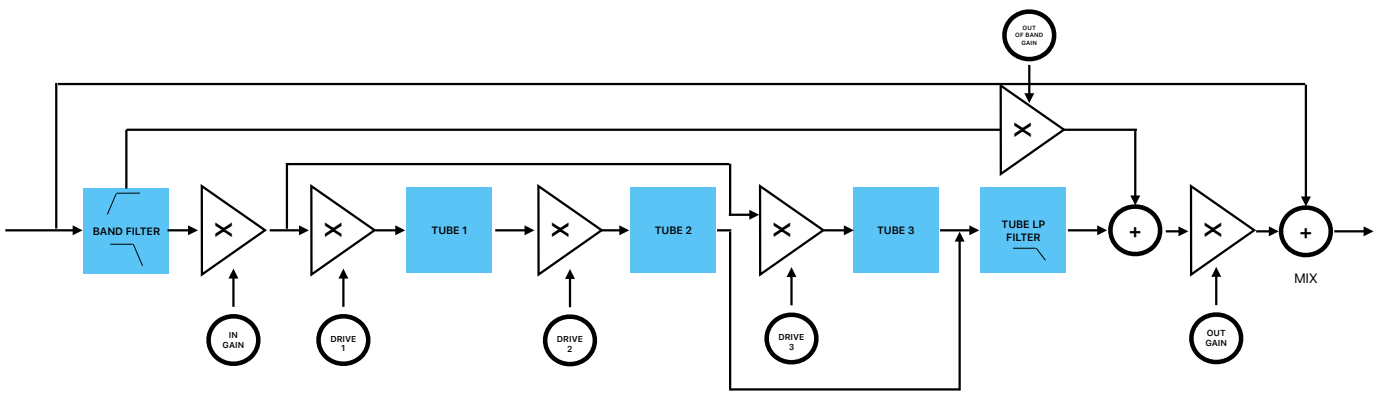 OUT
OF BAND
GAIN
X
BAND FILTER
X
X
TUBE 1
X
TUBE 2
X
TUBE 3
TUBE LP
FILTER
+
X
+
MIX
IN
GAIN
DRIVE
1
DRIVE
2
DRIVE
3
OUT
GAIN